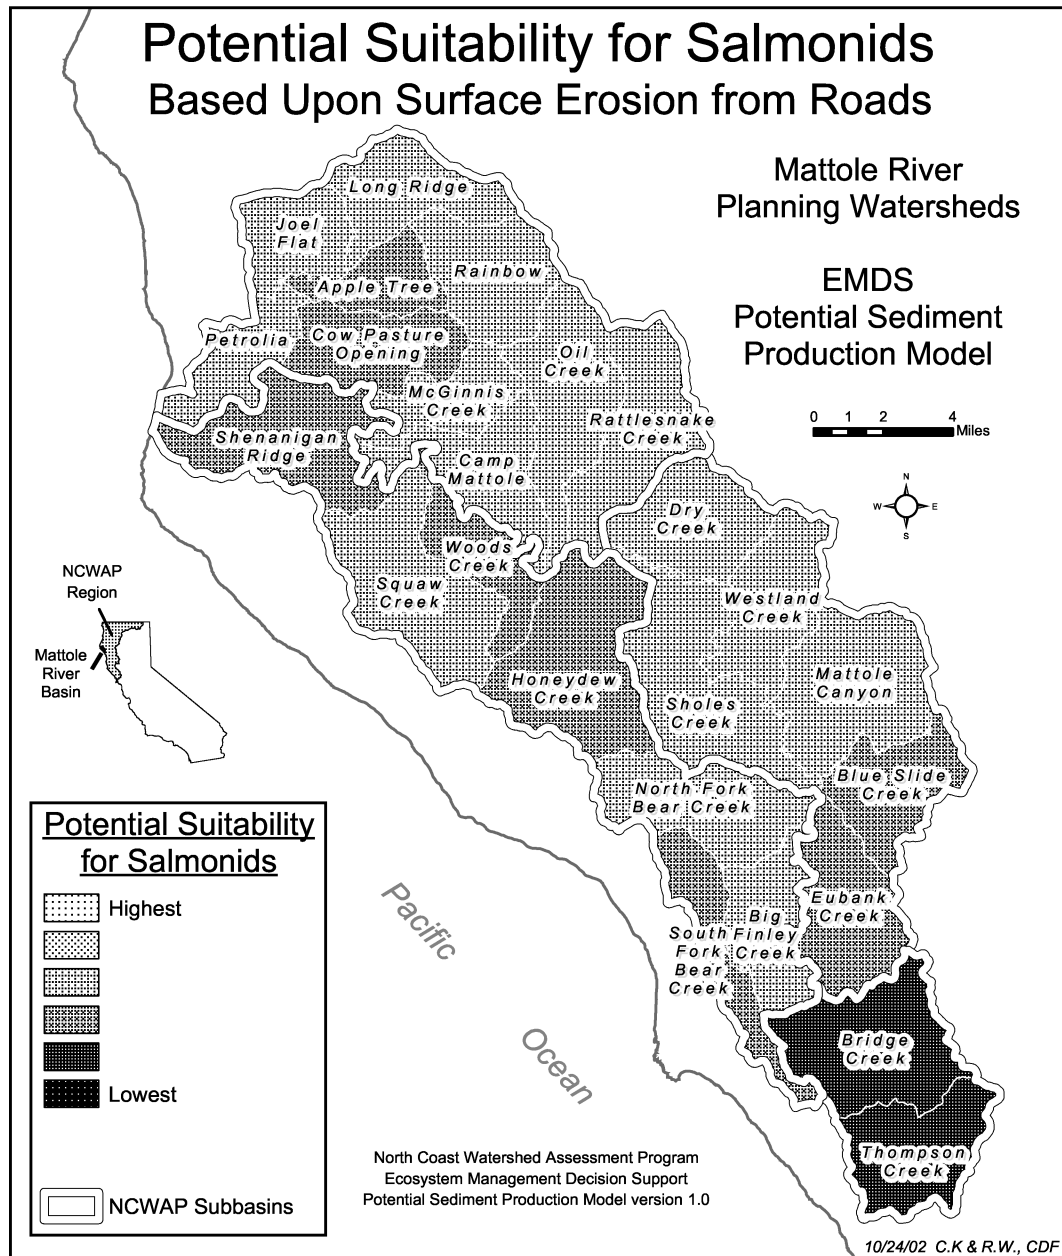 Potential Suitability for Salmonids
Based Upon Surface Erosion from Roads
Mattole River
Planning Watersheds
EMDS
Potential Sediment
Production Model
0 1 2 4
Miles
N
W E
S
Long Ridge
Joel
Flat
Rainbow
Apple Tree
Petrolia
Cow Pasture
Opening
Oil
Creek
McGinnis
Creek
Rattlesnake
Creek
Shenanigan
Ridge
Camp
Mattole
Dry
Creek
Woods
Creek
Squaw
Creek
Westland
Creek
Honeydew
Creek
Mattole
Canyon
Sholes
Creek
North Fork
Bear Creek
Blue Slide
Creek
Eubank
Creek
Big
Finley
Creek
South
Fork
Bear
Creek
Bridge
Creek
Thompson
Creek
NCWAP
Region
Mattole
River
Basin
Pacific
Ocean
Potential Suitability
for Salmonids
Highest
Lowest
NCWAP Subbasins
North Coast Watershed Assessment Program
Ecosystem Management Decision Support
Potential Sediment Production Model version 1.0
10/24/02 C.K & R.W., CDF